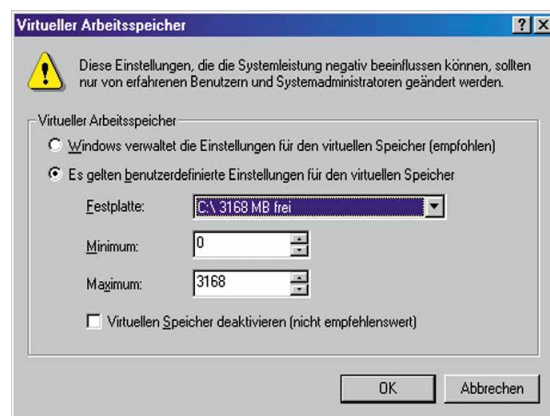 Virtueller Arbeitsspeicher
Diese Einstellungen, die die Systemleistung negativ beeinflussen können, sollten
nur von erfahrenen Benutzern und Systemadministratoren geändert werden.
Virtueller Arbeitsspeicher
Windows verwaltet die Einstellungen für den virtuellen Speicher (empfohlen)
Es gelten benutzerdefinierte Einstellungen für den virtuellen Speicher
Festplatte: C:\ 3168 MB frei
Minimum: 0
Maximum: 3168
Virtuellen Speicher deaktivieren (nicht empfehlenswert)
OK Abbrechen